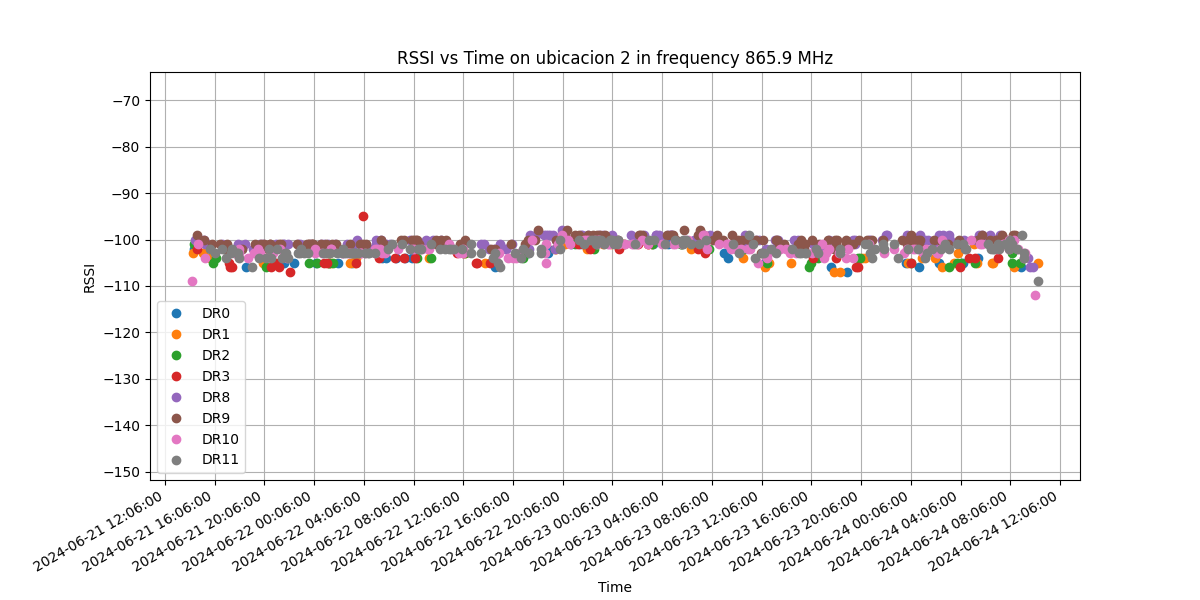 RSSI vs Time on ubicacion 2 in frequency 865.9 MHz
RSSI
−70
−80
−90
−100
−110
−120
−130
−140
−150
DR0
DR1
DR2
DR3
DR8
DR9
DR10
DR11
2024-06-21 12:06:00
2024-06-21 16:06:00
2024-06-21 20:06:00
2024-06-22 00:06:00
2024-06-22 04:06:00
2024-06-22 08:06:00
2024-06-22 12:06:00
2024-06-22 16:06:00
2024-06-22 20:06:00
2024-06-23 00:06:00
2024-06-23 04:06:00
2024-06-23 08:06:00
2024-06-23 12:06:00
2024-06-23 16:06:00
2024-06-23 20:06:00
2024-06-24 00:06:00
2024-06-24 04:06:00
2024-06-24 08:06:00
2024-06-24 12:06:00
Time